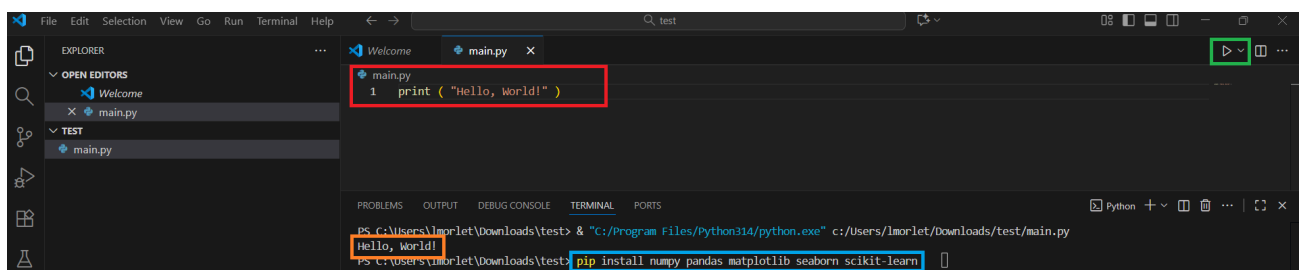 File Edit Selection View Go Run Terminal Help
test
EXPLORER
Welcome
main.py
OPEN EDITORS
Welcome
main.py
TEST
main.py
main.py
1 print ( "Hello, World!" )
PROBLEMS OUTPUT DEBUG CONSOLE TERMINAL PORTS
Python
PS C:\Users\lmorlet\Downloads\test> & "C:/Program Files/Python314/python.exe" c:/Users/lmorlet/Downloads/test/main.py
Hello, World!
PS C:\Users\lmorlet\Downloads\test> pip install numpy pandas matplotlib seaborn scikit-learn